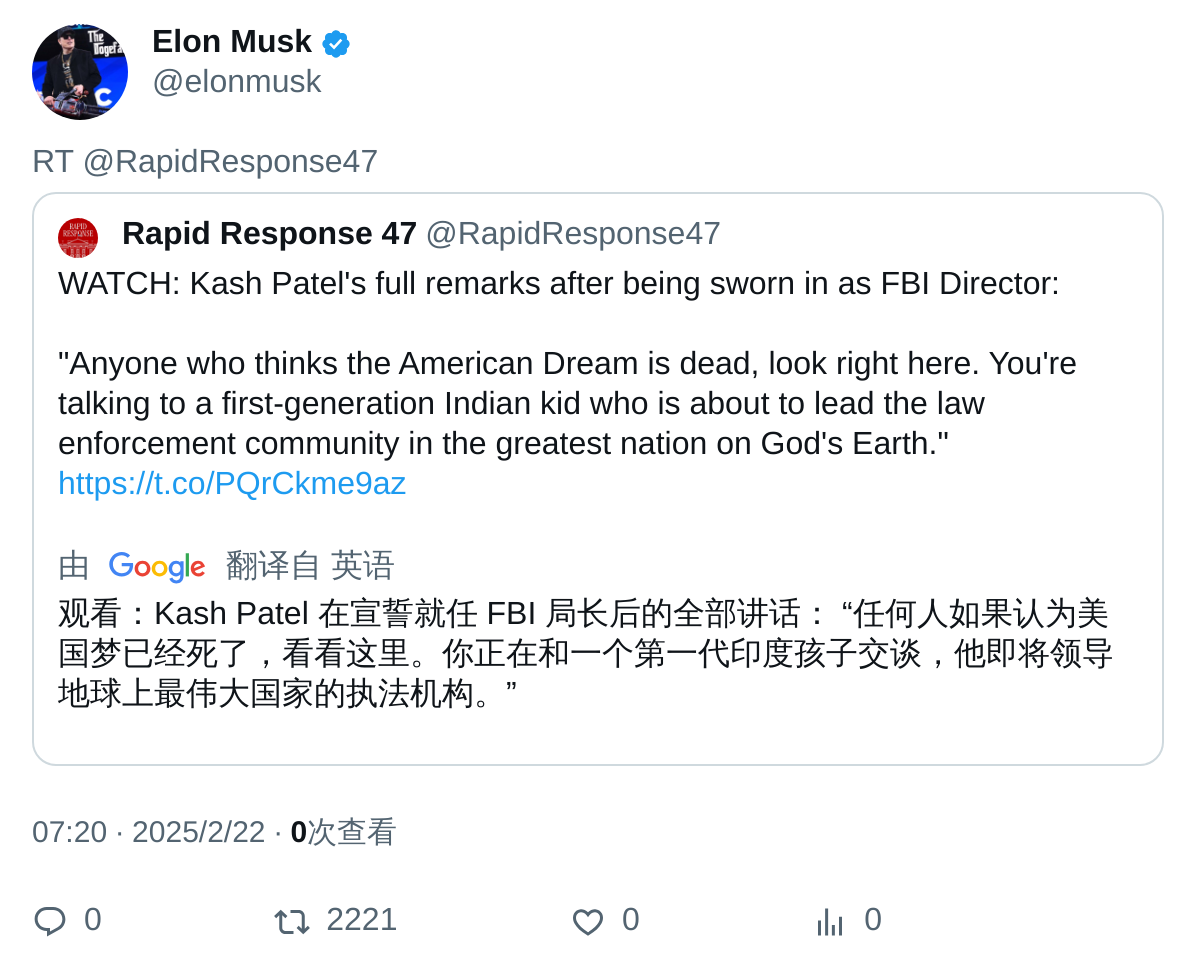 The
Dogefa
C
Elon Musk
@elonmusk
RT @RapidResponse47
RAPID
RESPONSE
Rapid Response 47 @RapidResponse47
WATCH: Kash Patel's full remarks after being sworn in as FBI Director:
"Anyone who thinks the American Dream is dead, look right here. You're
talking to a first-generation Indian kid who is about to lead the law
enforcement community in the greatest nation on God's Earth."
https://t.co/PQrCkme9az
由 Google 翻译自 英语
观看：Kash Patel 在宣誓就任 FBI 局长后的全部讲话： “任何人如果认为美
国梦已经死了，看看这里。你正在和一个第一代印度孩子交谈，他即将领导
地球上最伟大国家的执法机构。”
07:20 · 2025/2/22 · 0次查看
0 2221 0 0